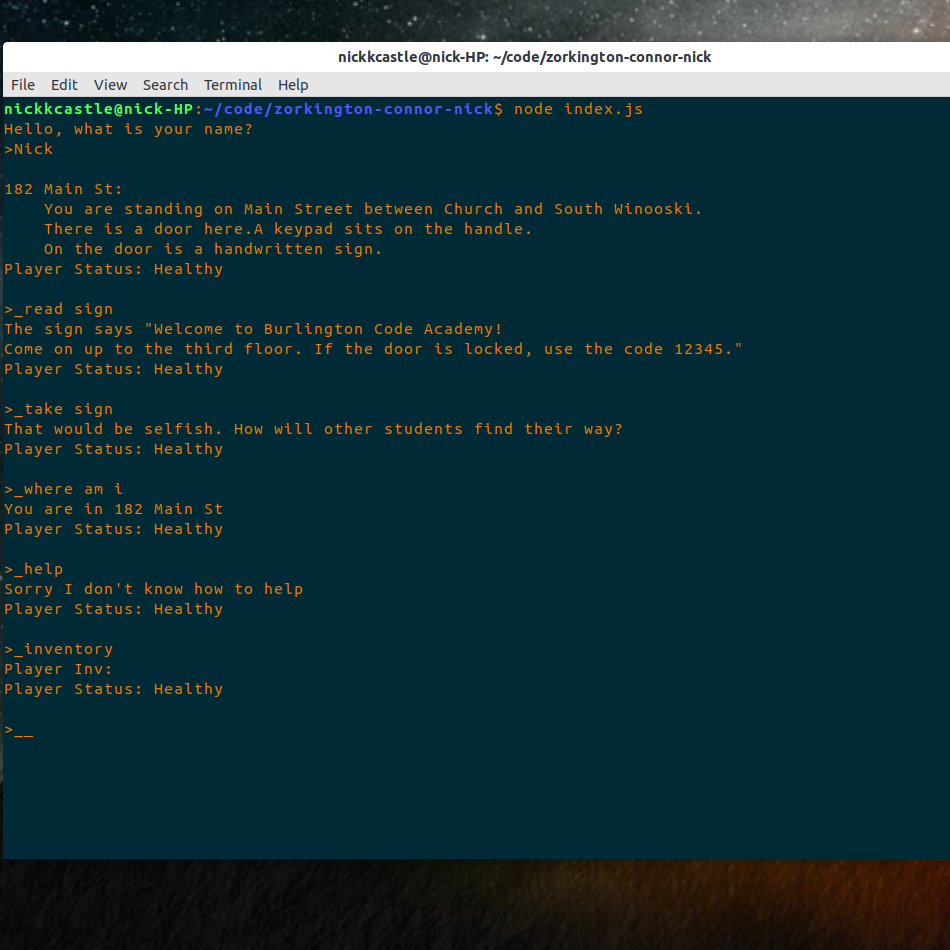 nickkcastle@nick-HP: ~/code/zorkington-connor-nick
File Edit View Search Terminal Help
nickkcastle@nick-HP:~/code/zorkington-connor-nick$ node index.js
Hello, what is your name?
>Nick
182 Main St:
You are standing on Main Street between Church and South Winooski.
There is a door here.A keypad sits on the handle.
On the door is a handwritten sign.
Player Status: Healthy
>_read sign
The sign says "Welcome to Burlington Code Academy!
Come on up to the third floor. If the door is locked, use the code 12345."
Player Status: Healthy
>_take sign
That would be selfish. How will other students find their way?
Player Status: Healthy
>_where am i
You are in 182 Main St
Player Status: Healthy
>_help
Sorry I don't know how to help
Player Status: Healthy
>_inventory
Player Inv:
Player Status: Healthy
>__